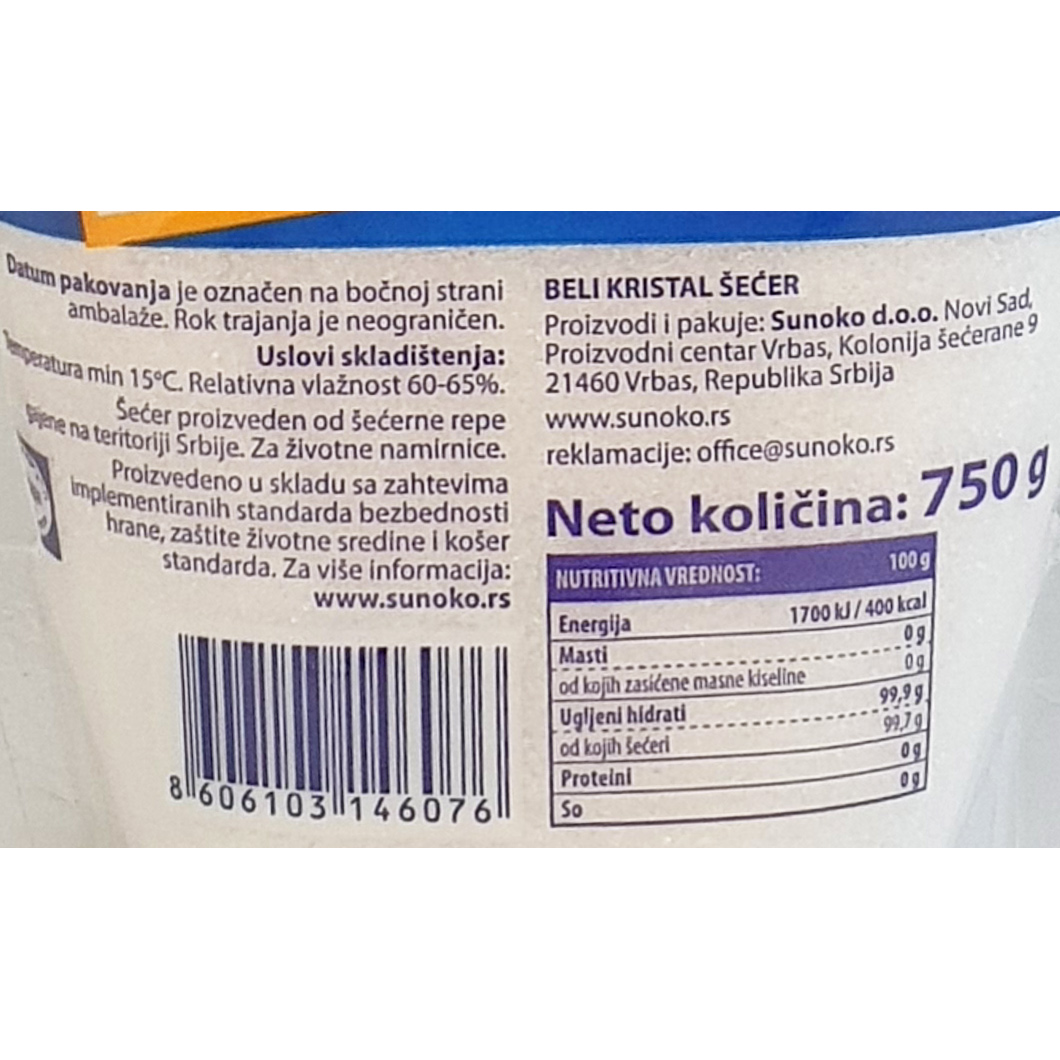 Datum pakovanja je označen na bočnoj strani
ambalaže. Rok trajanja je neograničen.
Uslovi skladištenja:
Temperatura min 15°C. Relativna vlažnost 60-65%.
Šećer proizveden od šećerne repe
gajene na teritoriji Srbije. Za životne namirnice.
Proizvedeno u skladu sa zahtevima
implementiranih standarda bezbednosti
hrane, zaštite životne sredine i košer
standarda. Za više informacija:
www.sunoko.rs
8 606103 146076
BELI KRISTAL ŠEĆER
Proizvodi i pakuje: Sunoko d.o.o. Novi Sad,
Proizvodni centar Vrbas, Kolonija šećerane 9
21460 Vrbas, Republika Srbija
www.sunoko.rs
reklamacije: office@sunoko.rs
Neto količina: 750 g
NUTRITIVNA VREDNOST: 100 g
Energija 1700 kJ / 400 kcal
Masti 0 g
od kojih zasićene masne kiseline 0 g
Ugljeni hidrati 99,9 g
od kojih šećeri 99,7 g
Proteini 0 g
So 0 g